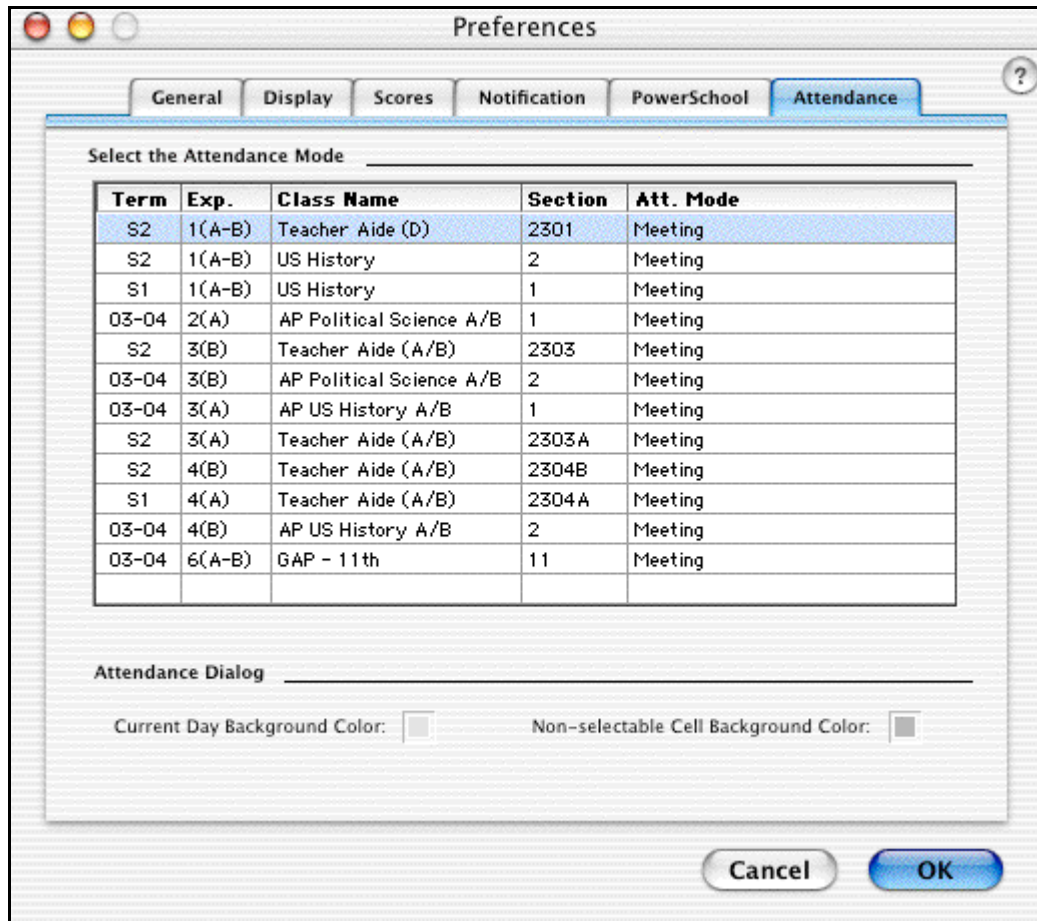 Preferences
?
General Display Scores Notification PowerSchool Attendance
Select the Attendance Mode
Term Exp. Class Name Section Att. Mode
S2 1(A-B) Teacher Aide (D) 2301 Meeting
S2 1(A-B) US History 2 Meeting
S1 1(A-B) US History 1 Meeting
03-04 2(A) AP Political Science A/B 1 Meeting
S2 3(B) Teacher Aide (A/B) 2303 Meeting
03-04 3(B) AP Political Science A/B 2 Meeting
03-04 3(A) AP US History A/B 1 Meeting
S2 3(A) Teacher Aide (A/B) 2303A Meeting
S2 4(B) Teacher Aide (A/B) 2304B Meeting
S1 4(A) Teacher Aide (A/B) 2304A Meeting
03-04 4(B) AP US History A/B 2 Meeting
03-04 6(A-B) GAP - 11th 11 Meeting
Attendance Dialog
Current Day Background Color: Non-selectable Cell Background Color:
Cancel OK